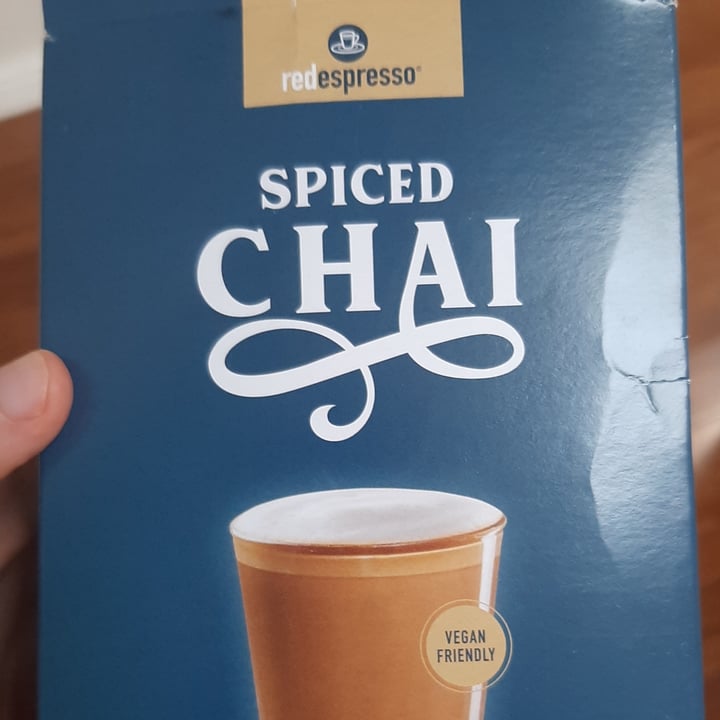 redespresso®
SPICED
CHAI
VEGAN
FRIENDLY